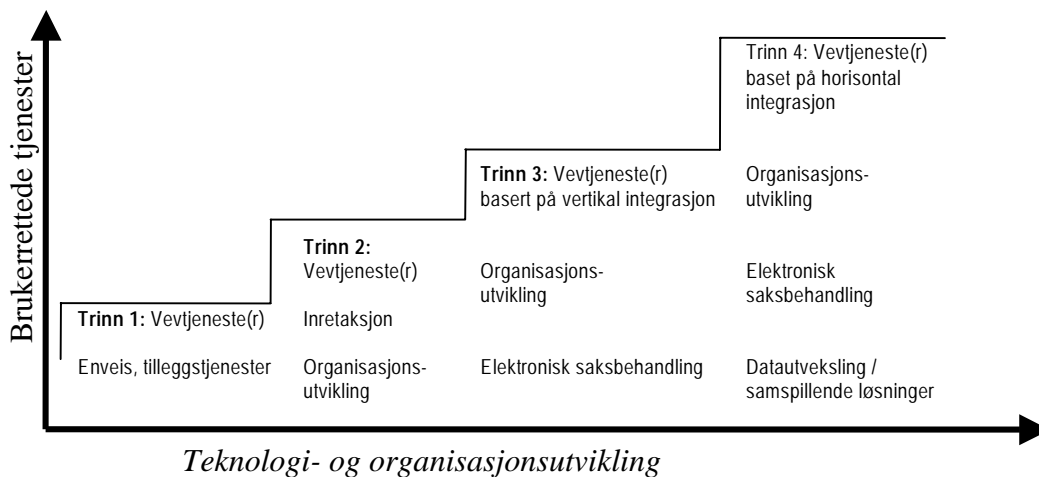 Brukerrettede tjenester
Trinn 1: Vevtjeneste(r)
Enveis, tilleggstjenester
Trinn 2:
Vevtjeneste(r)
Inretaksjon
Organisasjons-
utvikling
Trinn 3: Vevtjeneste(r)
basert på vertikal integrasjon
Organisasjons-
utvikling
Elektronisk saksbehandling
Trinn 4: Vevtjeneste(r)
baset på horisontal
integrasjon
Organisasjons-
utvikling
Elektronisk
saksbehandling
Datautveksling /
samspillende løsninger
Teknologi- og organisasjonsutvikling